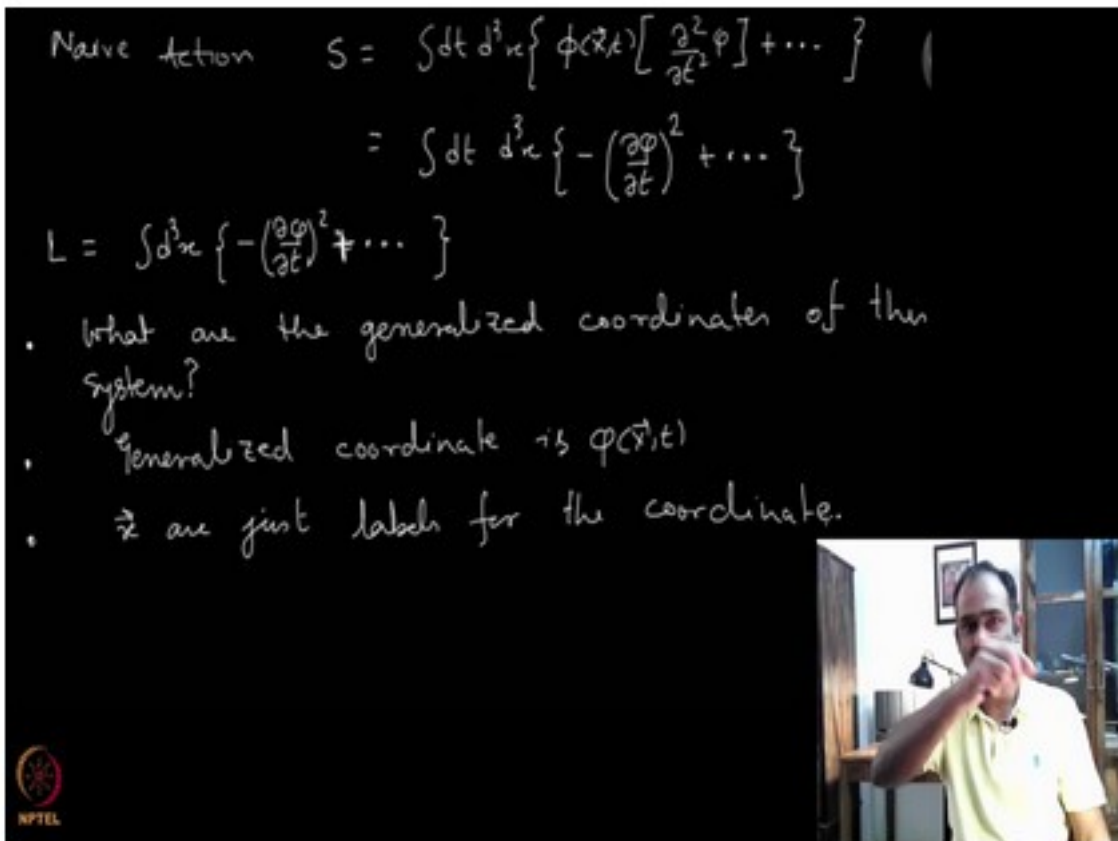 Naive Action S = ∫dt d³x { ϕ(x⃗,t) [ ∂²/∂t² φ ] + ··· }
= ∫dt d³x { - (∂φ/∂t)² + ··· }
L = ∫d³x { - (∂φ/∂t)² + ··· }
• What are the generalized coordinates of this
system?
• Generalized coordinate is φ(x⃗,t)
• x⃗ are just labels for the coordinate.
NPTEL